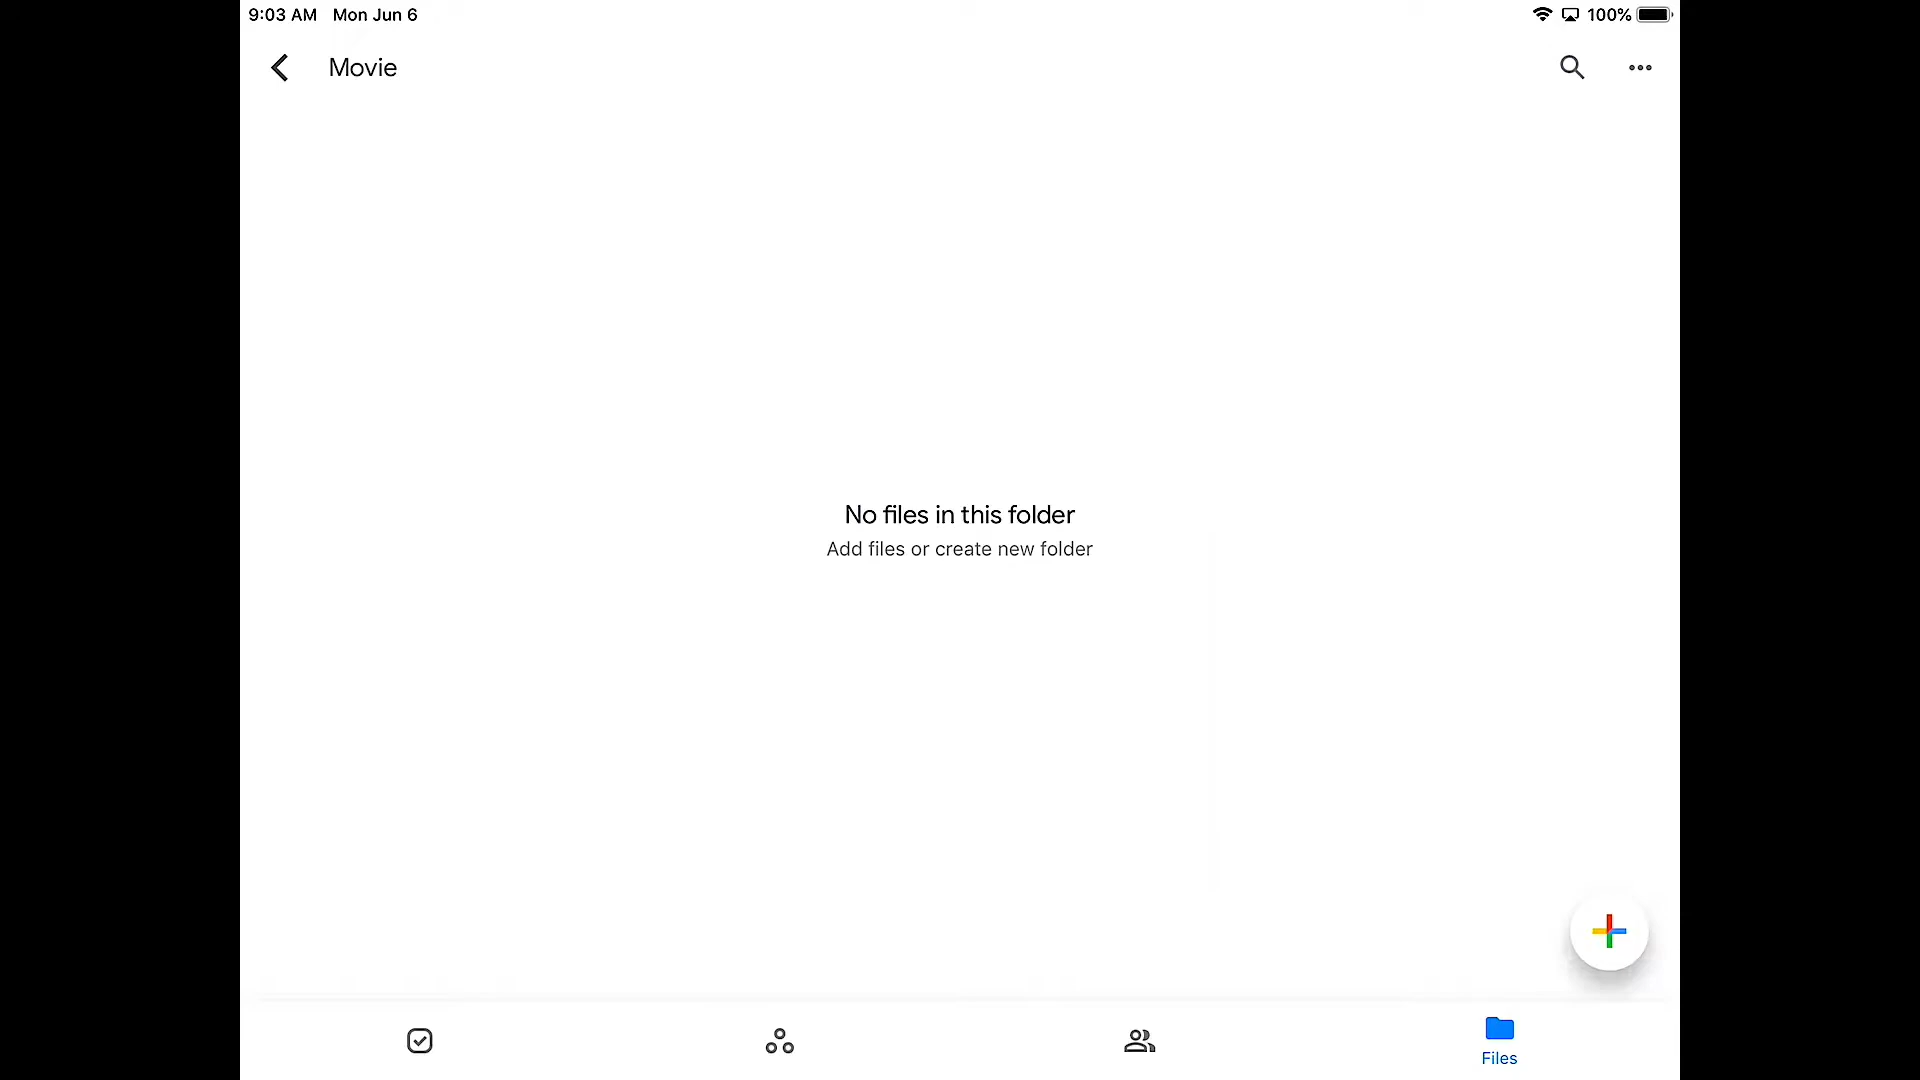 9:03 AM Mon Jun 6
100%
Movie
No files in this folder
Add files or create new folder
Files